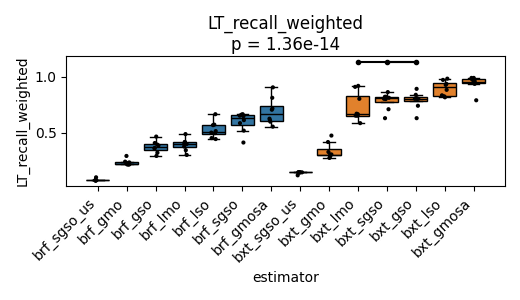 LT_recall_weighted
p = 1.36e-14
LT_recall_weighted
1.0
0.5
brf_sgso_us
brf_gmo
brf_gso
brf_lmo
brf_lso
brf_sgso
brf_gmosa
bxt_sgso_us
bxt_gmo
bxt_lmo
bxt_sgso
bxt_gso
bxt_lso
bxt_gmosa
estimator